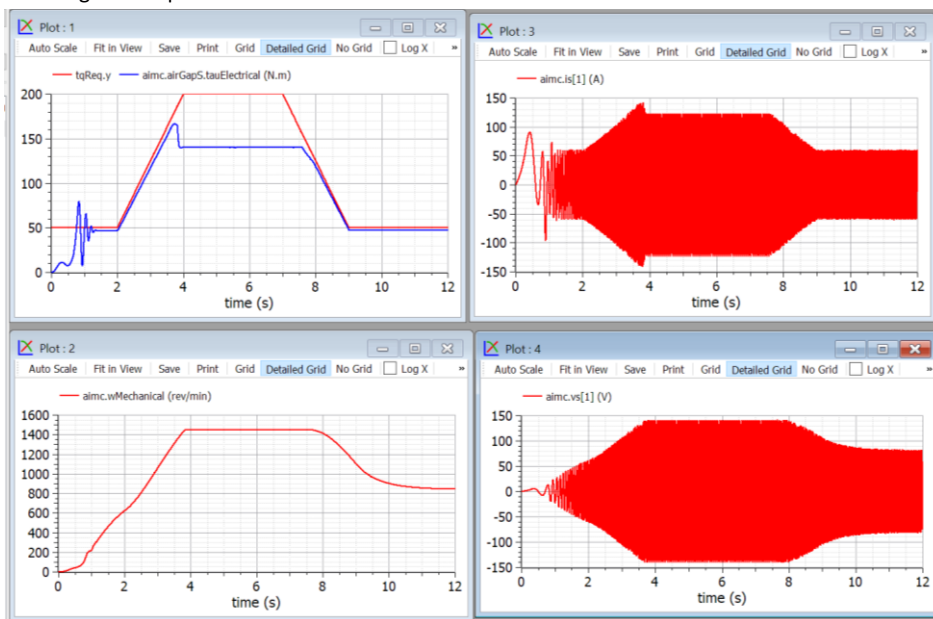 Plot : 1
Auto Scale Fit in View Save Print Grid Detailed Grid No Grid Log X »
tqReq.y aimc.airGapS.tauElectrical (N.m)
200
150
100
50
0
0 2 4 6 8 10 12
time (s)
Plot : 3
Auto Scale Fit in View Save Print Grid Detailed Grid No Grid Log X »
aimc.is[1] (A)
150
100
50
0
-50
-100
-150
0 2 4 6 8 10 12
time (s)
Plot : 2
Auto Scale Fit in View Save Print Grid Detailed Grid No Grid Log X »
aimc.wMechanical (rev/min)
1600
1400
1200
1000
800
600
400
200
0
0 2 4 6 8 10 12
time (s)
Plot : 4
Auto Scale Fit in View Save Print Grid Detailed Grid No Grid Log X »
aimc.vs[1] (V)
150
100
50
0
-50
-100
-150
0 2 4 6 8 10 12
time (s)